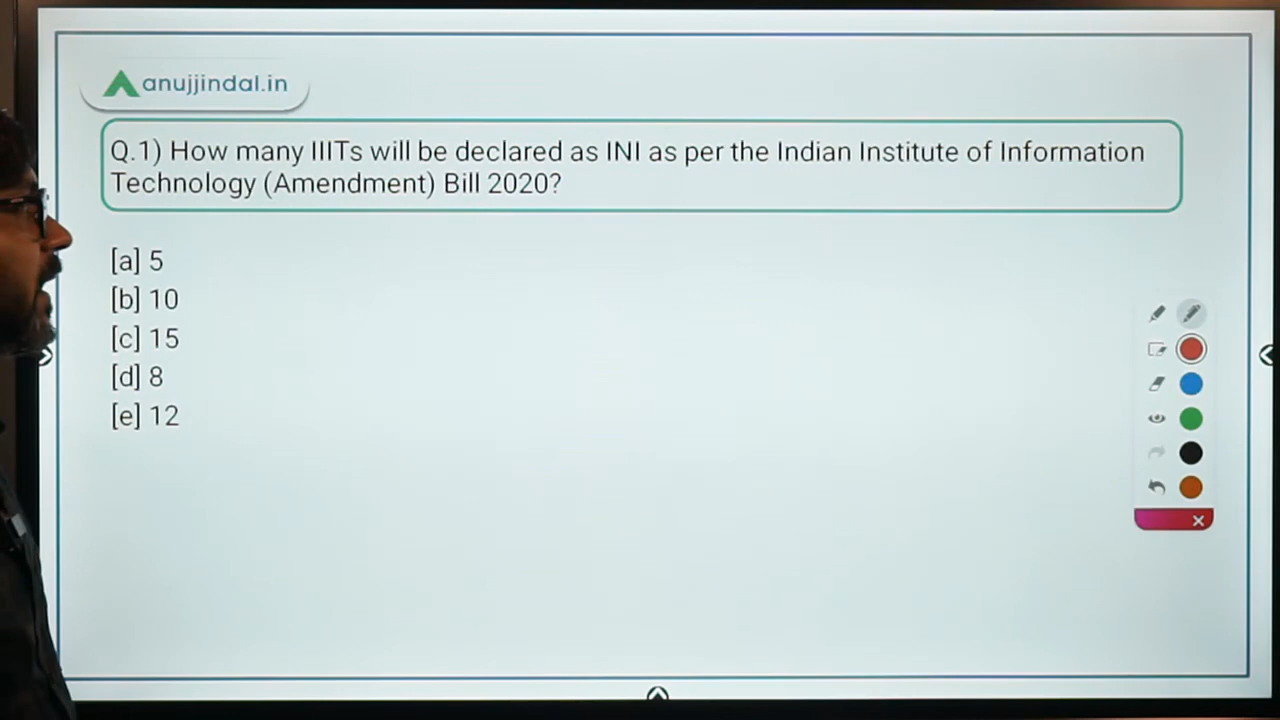 anujjindal.in
Q.1) How many IIITs will be declared as INI as per the Indian Institute of Information
Technology (Amendment) Bill 2020?
[a] 5
[b] 10
[c] 15
[d] 8
[e] 12